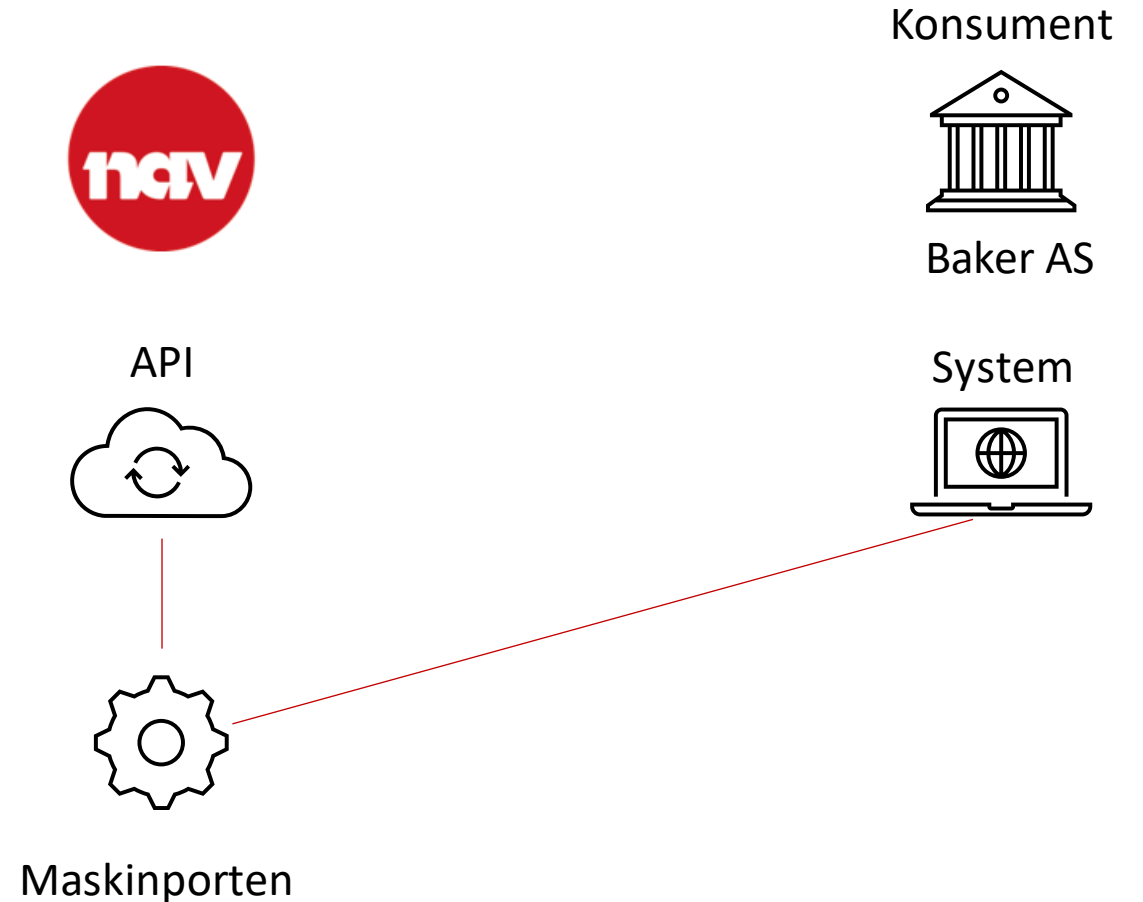 Konsument
nav
Baker AS
API
System
Maskinporten